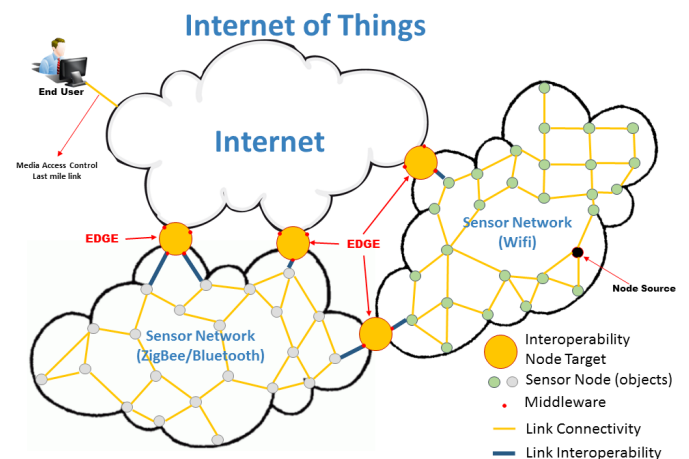 Internet of Things
End User
Internet
Media Access Control
Last mile link
EDGE
EDGE
Sensor Network
(Wifi)
Node Source
Sensor Network
(ZigBee/Bluetooth)
Interoperability
Node Target
Sensor Node (objects)
Middleware
Link Connectivity
Link Interoperability